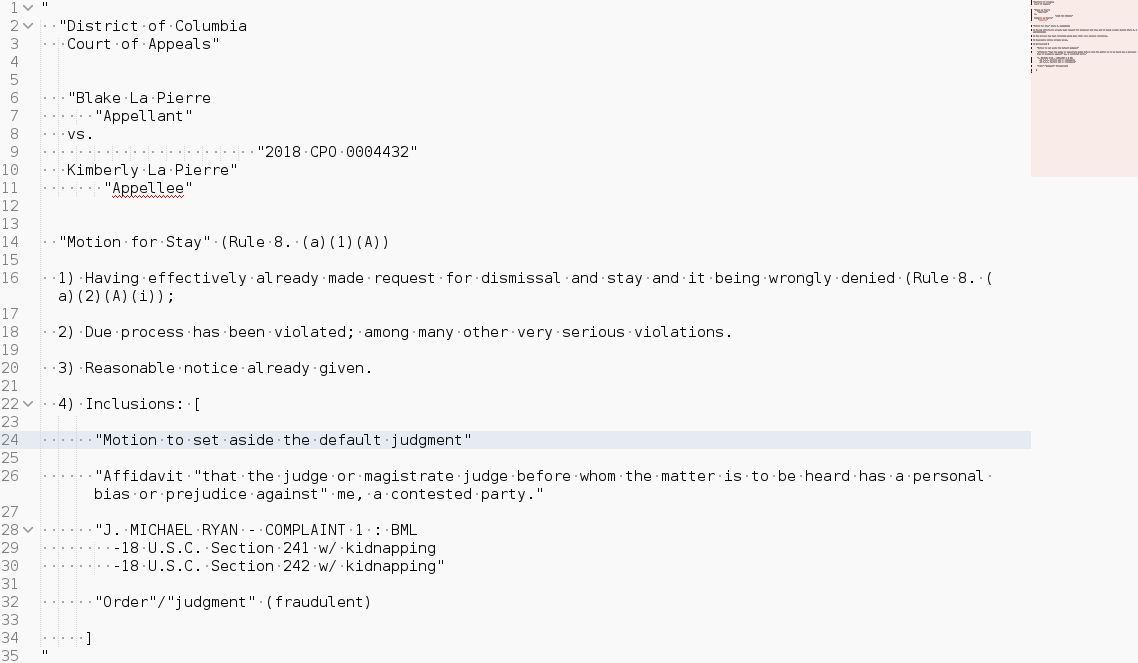 1 "
2 "District of Columbia
3 Court of Appeals"
4
5
6 "Blake La Pierre
7 "Appellant"
8 vs.
9 "2018 CPO 0004432"
10 Kimberly La Pierre"
11 "Appellee"
12
13
14 "Motion for Stay" (Rule 8. (a)(1)(A))
15
16 1) Having effectively already made request for dismissal and stay and it being wrongly denied (Rule 8. (
a)(2)(A)(i));
17
18 2) Due process has been violated; among many other very serious violations.
19
20 3) Reasonable notice already given.
21
22 4) Inclusions: [
23
24 "Motion to set aside the default judgment"
25
26 "Affidavit "that the judge or magistrate judge before whom the matter is to be heard has a personal
bias or prejudice against" me, a contested party."
27
28 "J. MICHAEL RYAN - COMPLAINT 1 : BML
29 -18 U.S.C. Section 241 w/ kidnapping
30 -18 U.S.C. Section 242 w/ kidnapping"
31
32 "Order"/"judgment" (fraudulent)
33
34 ]
35 "